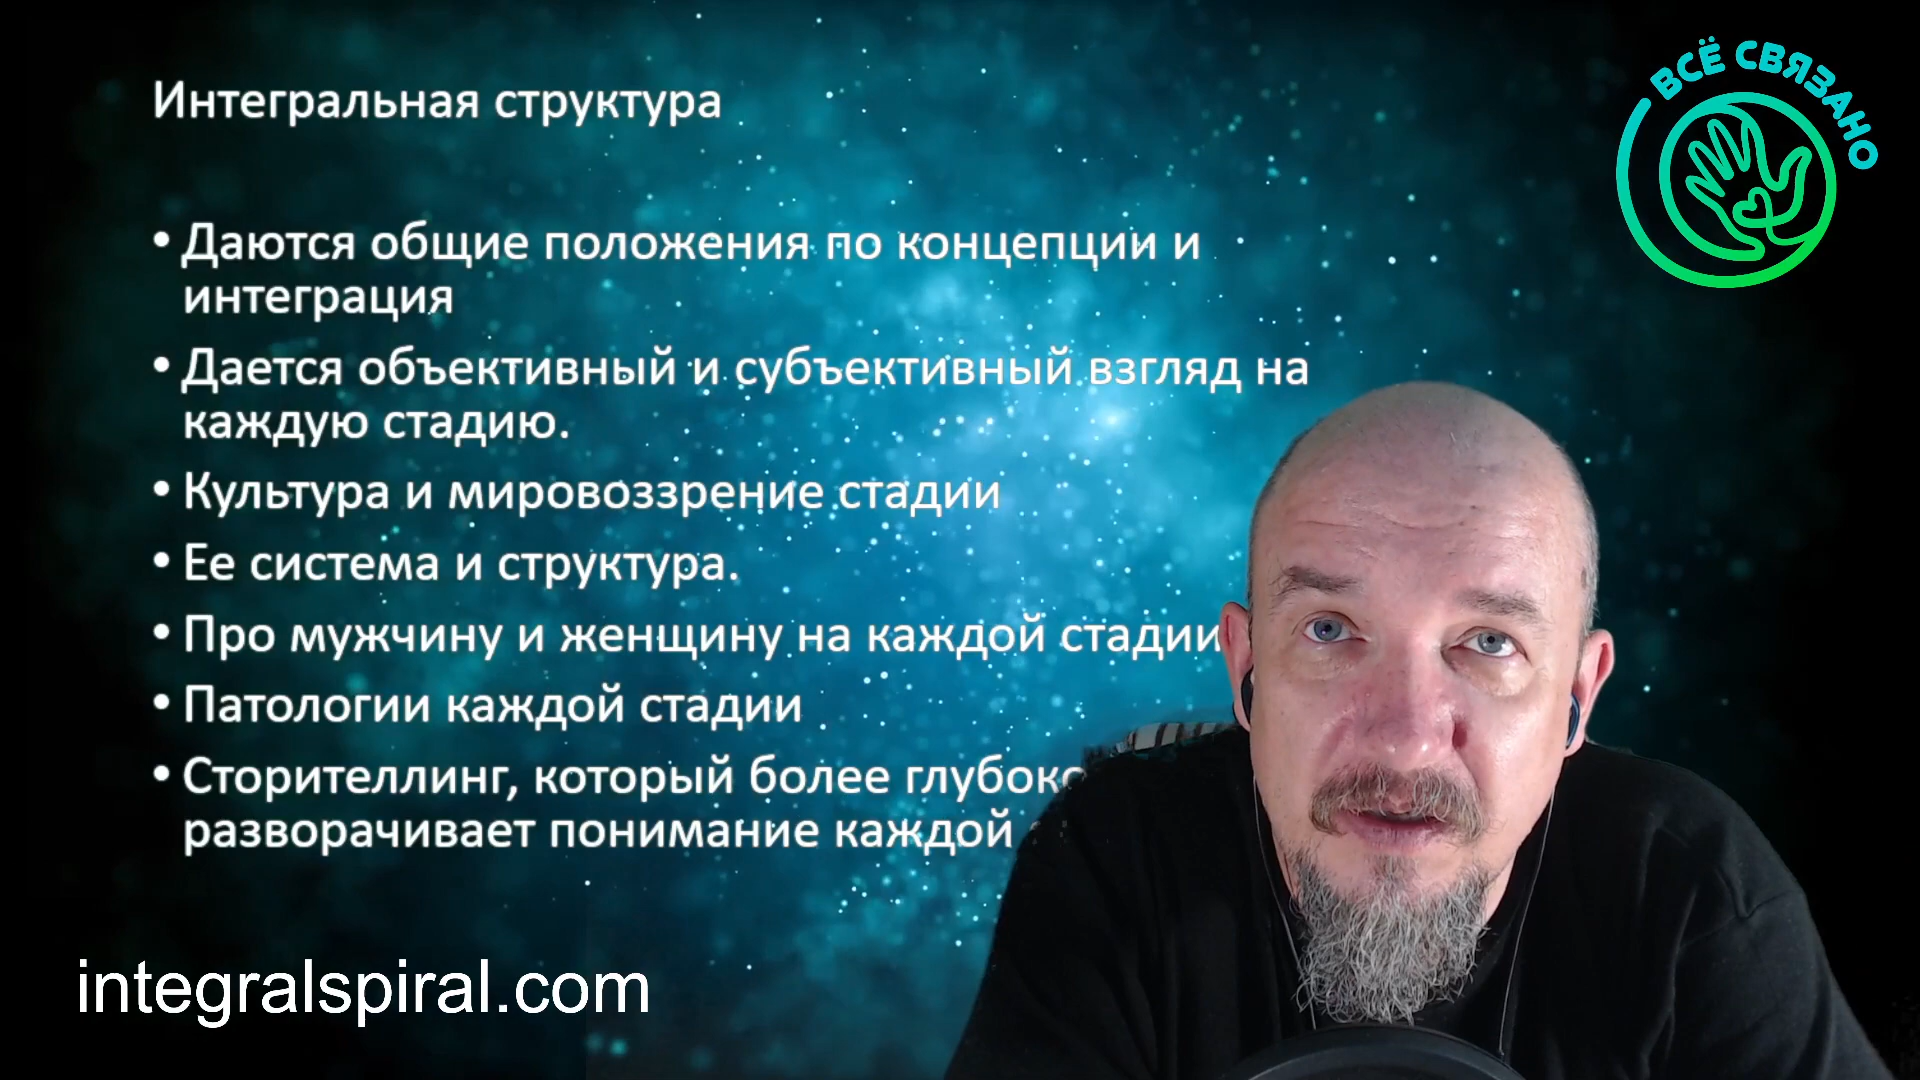 ВСЁ СВЯЗАНО
Интегральная структура
• Даются общие положения по концепции и
интеграция
• Дается объективный и субъективный взгляд на
каждую стадию.
• Культура и мировоззрение стадии
• Ее система и структура.
• Про мужчину и женщину на каждой стадии
• Патологии каждой стадии
• Сторителлинг, который более глубоко
разворачивает понимание каждой
integralspiral.com